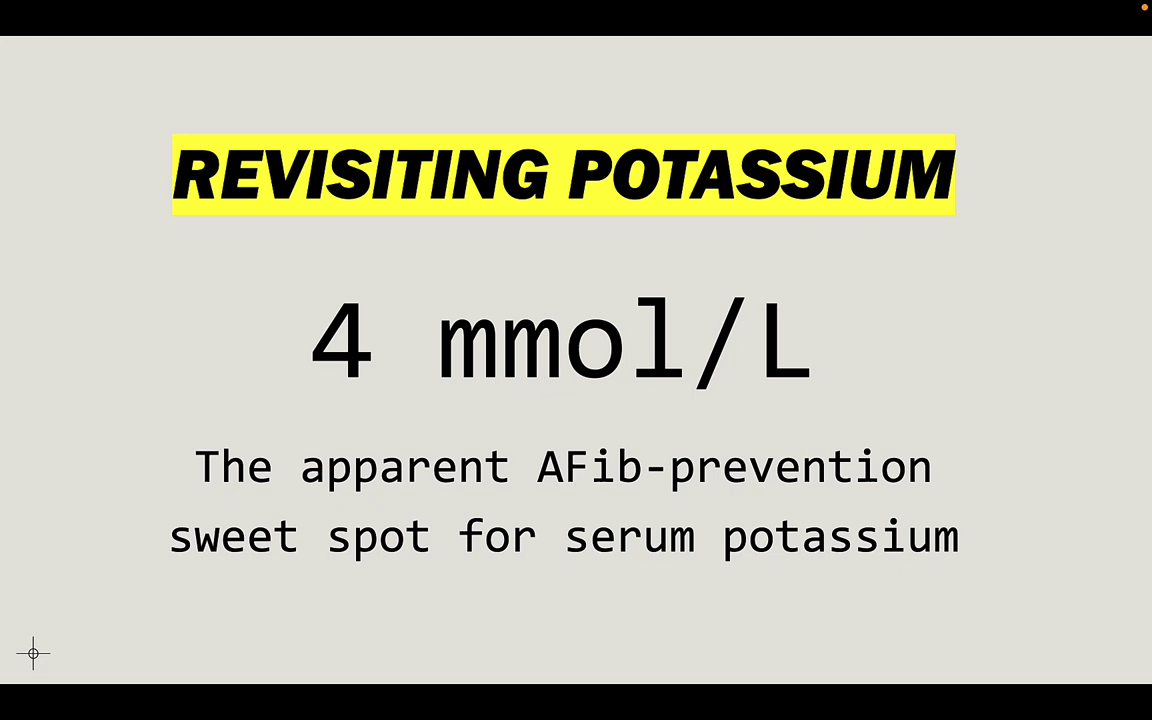 REVISITING POTASSIUM
4 mmol/L
The apparent AFib-prevention
sweet spot for serum potassium